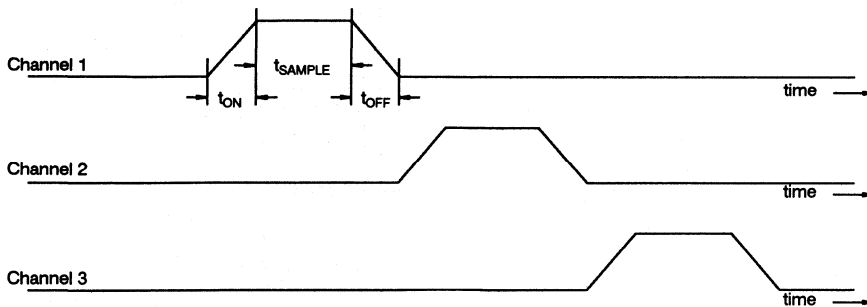 Channel 1
tON
tSAMPLE
tOFF
time
Channel 2
time
Channel 3
time